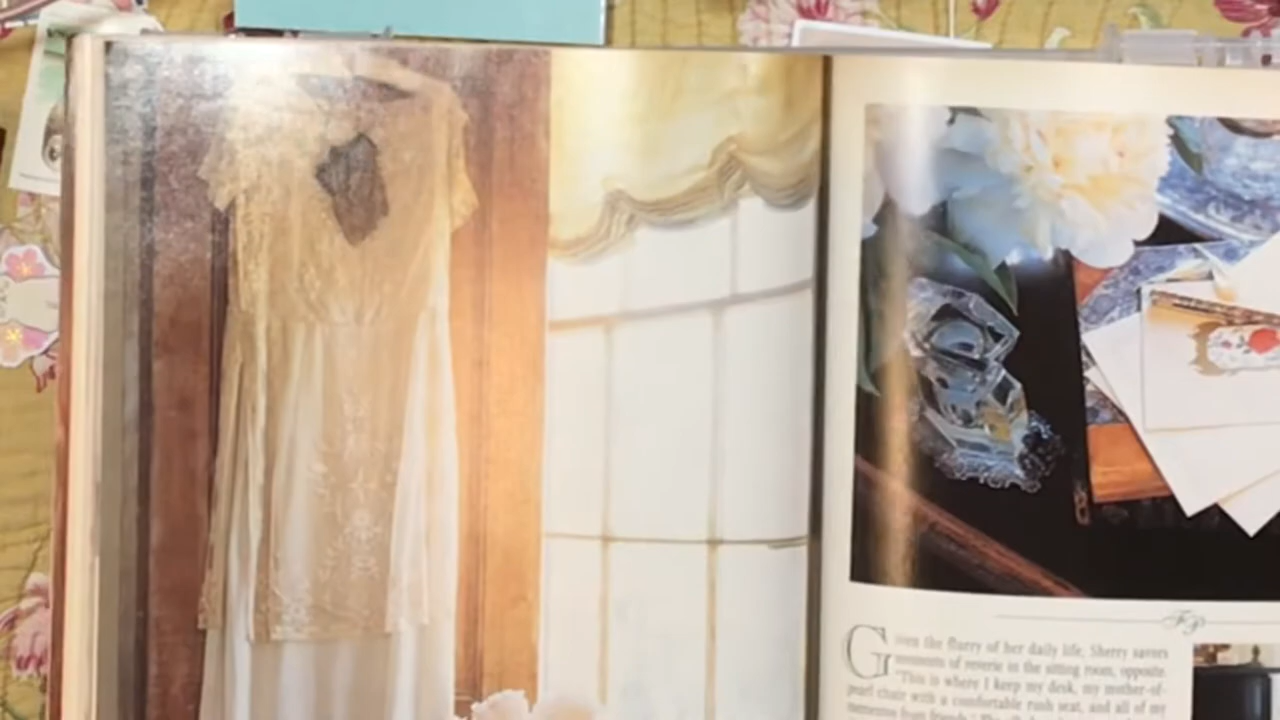 Given the flurry of her daily life, Sherry savors
moments of reverie in the sitting room, opposite.
"This is where I keep my desk, my mother-of-
pearl chair with a comfortable rush seat, and all of my
mementos from friends."